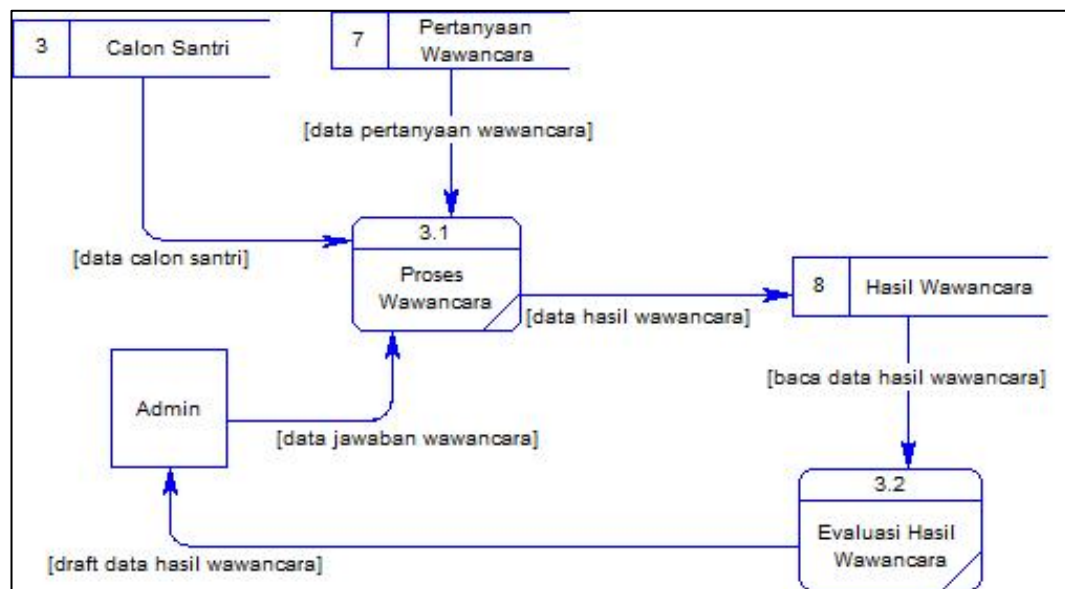 3
Calon Santri
7
Pertanyaan
Wawancara
[data pertanyaan wawancara]
[data calon santri]
3.1
Proses
Wawancara
[data hasil wawancara]
8
Hasil Wawancara
[baca data hasil wawancara]
Admin
[data jawaban wawancara]
3.2
Evaluasi Hasil
Wawancara
[draft data hasil wawancara]